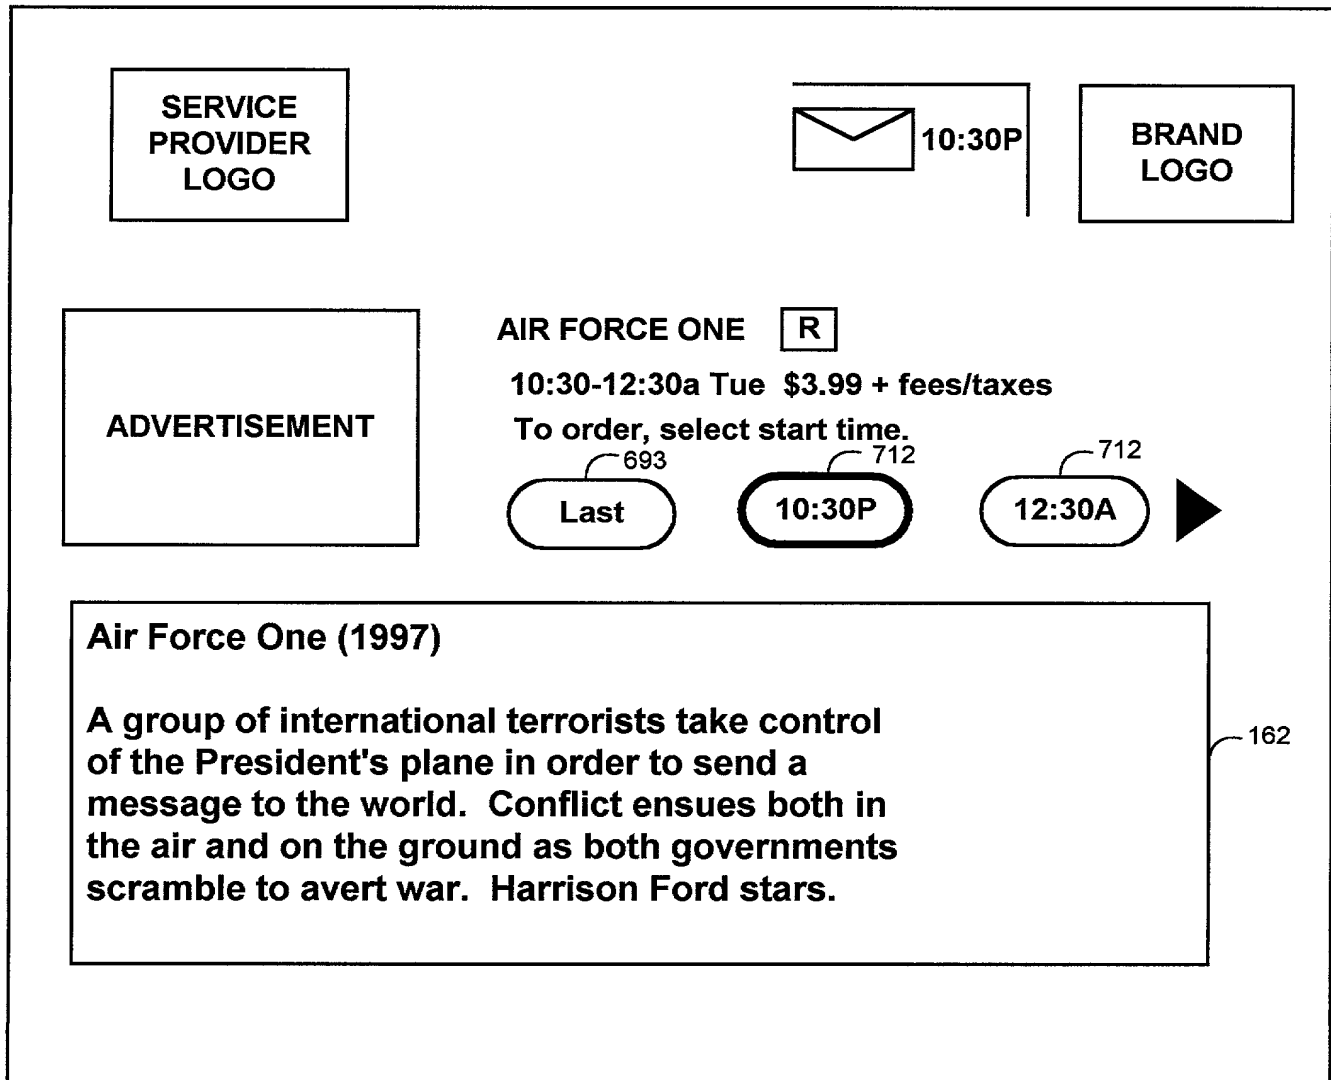 SERVICE
PROVIDER
LOGO
10:30P
BRAND
LOGO
ADVERTISEMENT
AIR FORCE ONE R
10:30-12:30a Tue $3.99 + fees/taxes
To order, select start time.
693 712 712
Last 10:30P 12:30A
Air Force One (1997)
A group of international terrorists take control
of the President's plane in order to send a
message to the world. Conflict ensues both in
the air and on the ground as both governments
scramble to avert war. Harrison Ford stars.
162